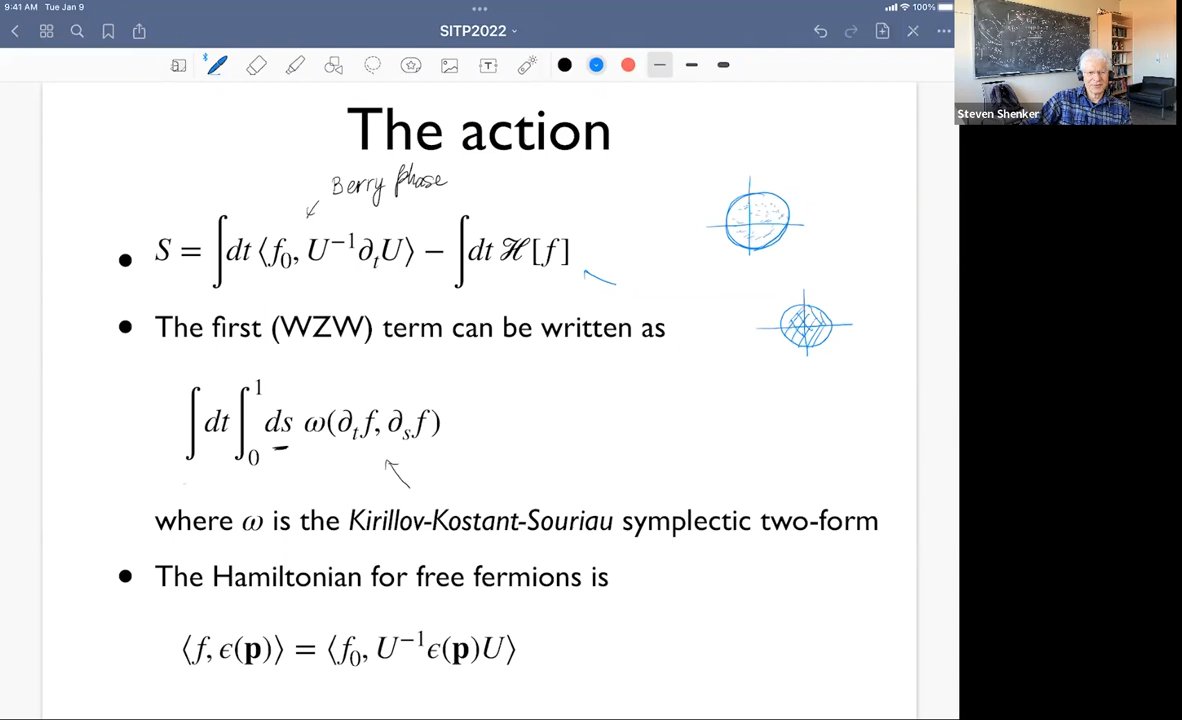 9:41 AM Tue Jan 9
100%
SITP2022
T
Steven Shenker
The action
Berry phase
• S = ∫dt ⟨f₀, U⁻¹∂ₜU⟩ − ∫dt ℋ[f]
• The first (WZW) term can be written as
∫dt ∫₀¹ ds ω(∂ₜf, ∂ₛf)
where ω is the Kirillov-Kostant-Souriau symplectic two-form
• The Hamiltonian for free fermions is
⟨f, ϵ(𝐩)⟩ = ⟨f₀, U⁻¹ϵ(𝐩)U⟩